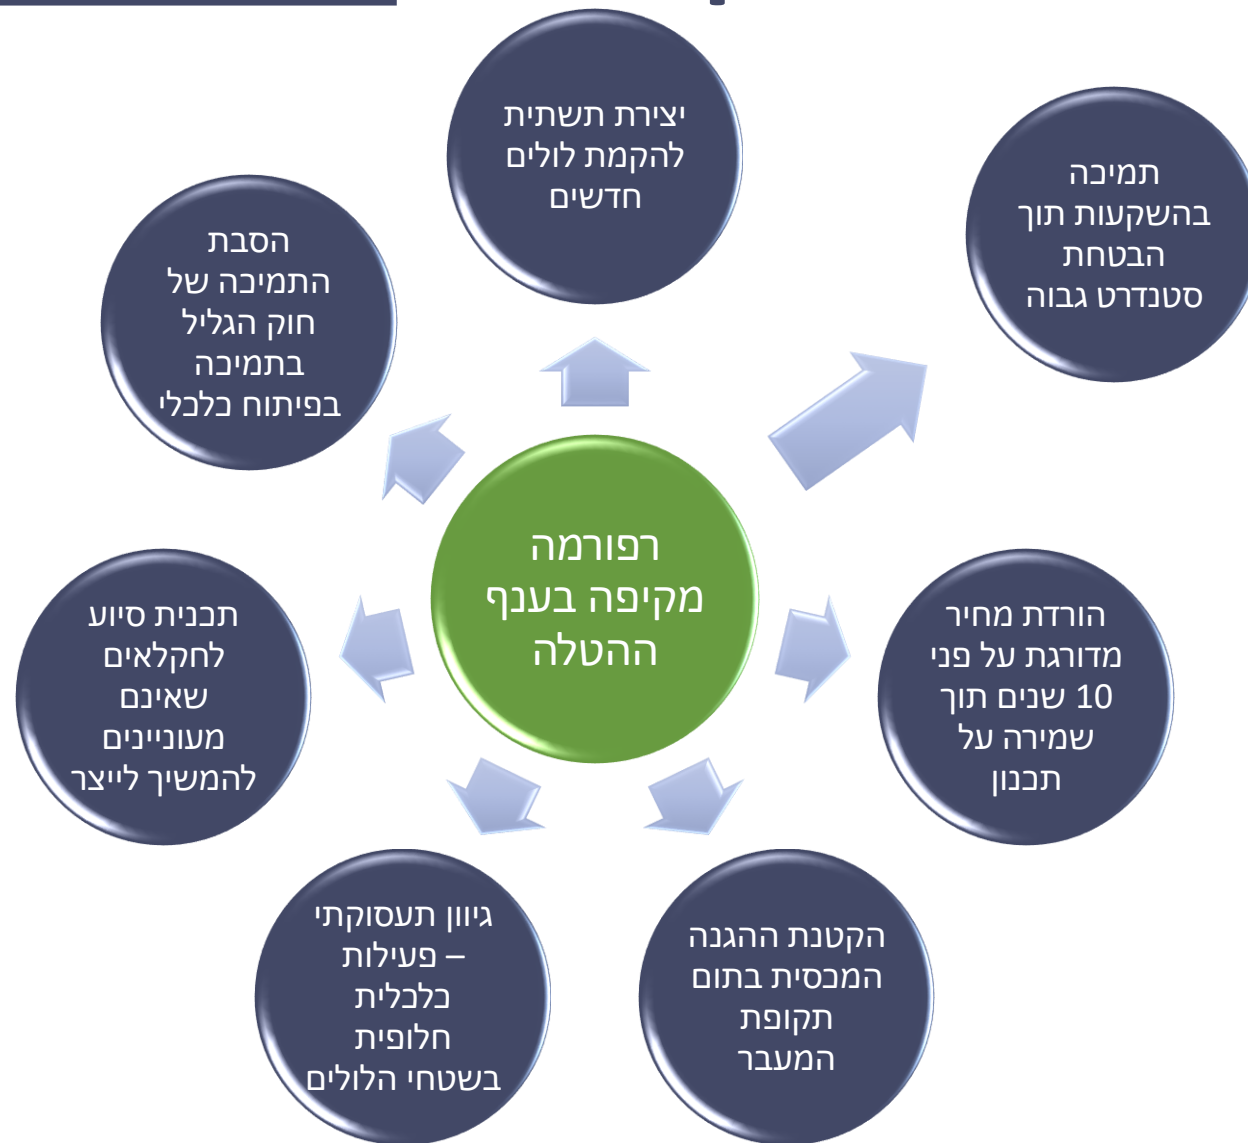 יצירת תשתית
להקמת לולים
חדשים
תמיכה
בהשקעות תוך
הבטחת
סטנדרט גבוה
הסבת
התמיכה של
חוק הגליל
בתמיכה
בפיתוח כלכלי
רפורמה
מקיפה בענף
ההטלה
הורדת מחיר
מדורגת על פני
10 שנים תוך
שמירה על
תכנון
תכנית סיוע
לחקלאים
שאינם
מעוניינים
להמשיך לייצר
הקטנת ההגנה
המכסית בתום
תקופת
המעבר
גיוון תעסוקתי
– פעילות
כלכלית
חלופית
בשטחי הלולים